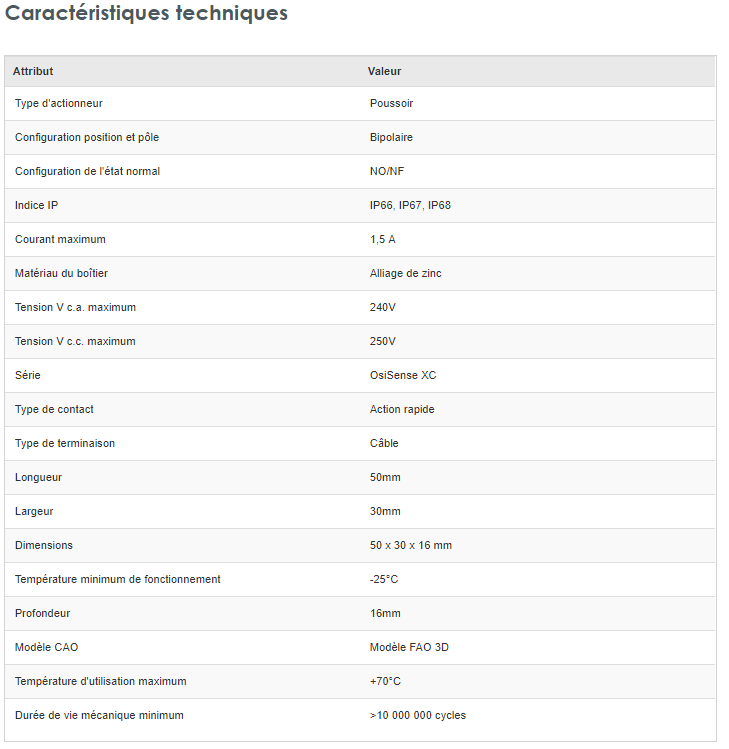 Caractéristiques techniques
Attribut Valeur
Type d'actionneur Poussoir
Configuration position et pôle Bipolaire
Configuration de l'état normal NO/NF
Indice IP IP66, IP67, IP68
Courant maximum 1,5 A
Matériau du boîtier Alliage de zinc
Tension V c.a. maximum 240V
Tension V c.c. maximum 250V
Série OsiSense XC
Type de contact Action rapide
Type de terminaison Câble
Longueur 50mm
Largeur 30mm
Dimensions 50 x 30 x 16 mm
Température minimum de fonctionnement -25°C
Profondeur 16mm
Modèle CAO Modèle FAO 3D
Température d'utilisation maximum +70°C
Durée de vie mécanique minimum >10 000 000 cycles